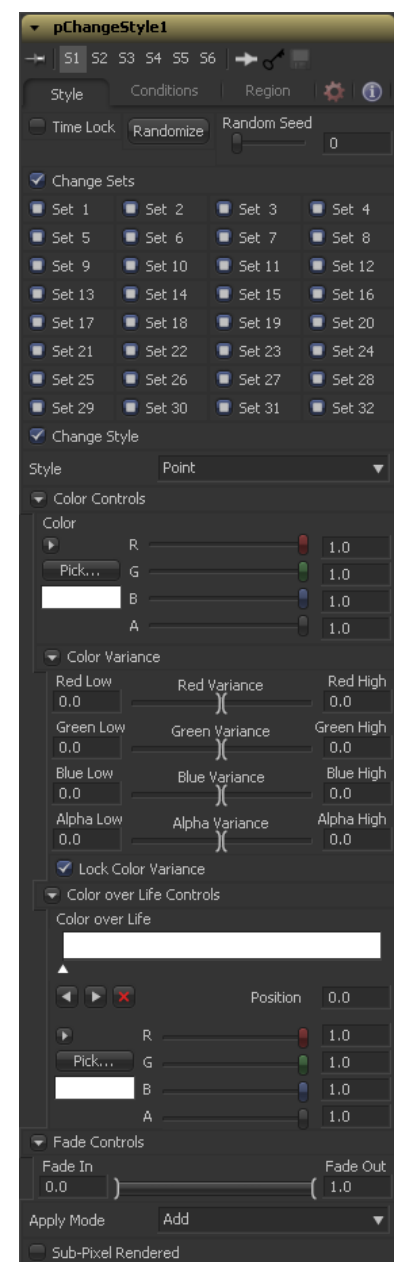 pChangeStyle1
S1 S2 S3 S4 S5 S6
Style Conditions Region
Time Lock Randomize Random Seed
0
Change Sets
Set 1 Set 2 Set 3 Set 4
Set 5 Set 6 Set 7 Set 8
Set 9 Set 10 Set 11 Set 12
Set 13 Set 14 Set 15 Set 16
Set 17 Set 18 Set 19 Set 20
Set 21 Set 22 Set 23 Set 24
Set 25 Set 26 Set 27 Set 28
Set 29 Set 30 Set 31 Set 32
Change Style
Style Point
Color Controls
Color
R 1.0
Pick... G 1.0
B 1.0
A 1.0
Color Variance
Red Low Red Variance Red High
0.0 0.0
Green Low Green Variance Green High
0.0 0.0
Blue Low Blue Variance Blue High
0.0 0.0
Alpha Low Alpha Variance Alpha High
0.0 0.0
Lock Color Variance
Color over Life Controls
Color over Life
Position 0.0
R 1.0
Pick... G 1.0
B 1.0
A 1.0
Fade Controls
Fade In Fade Out
0.0 1.0
Apply Mode Add
Sub-Pixel Rendered